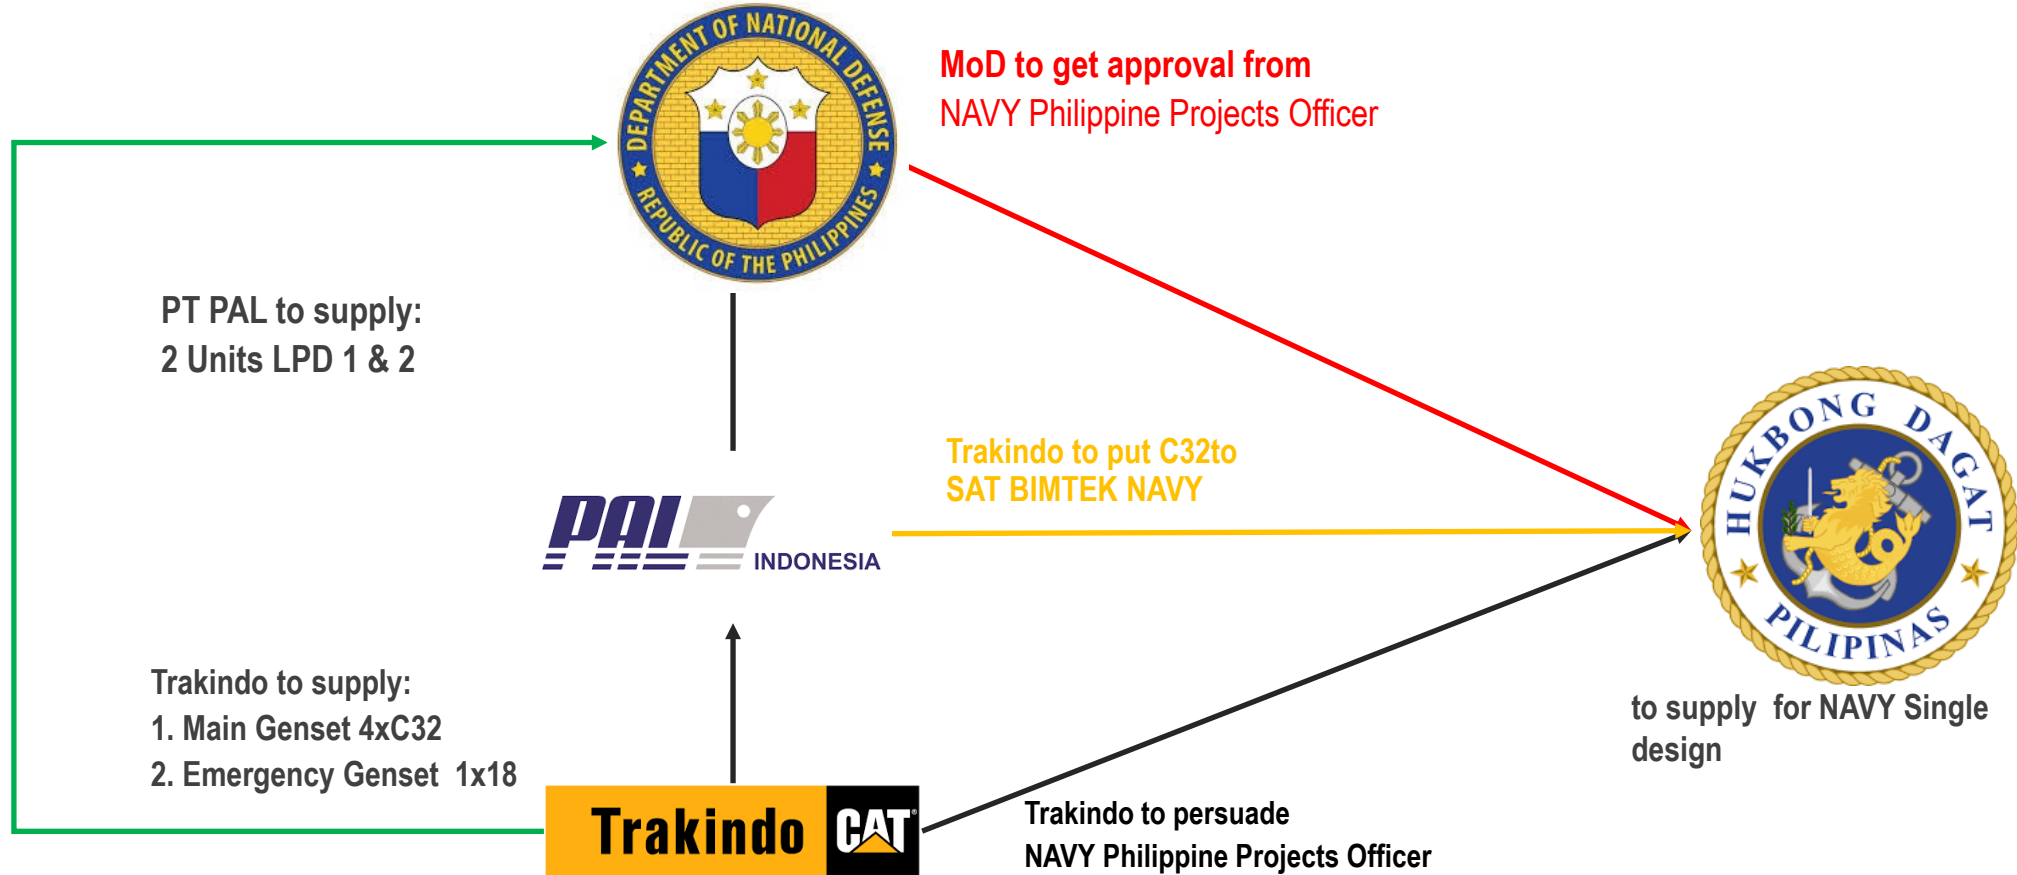 DEPARTMENT OF NATIONAL DEFENSE
REPUBLIC OF THE PHILIPPINES
MoD to get approval from
NAVY Philippine Projects Officer
PT PAL to supply:
2 Units LPD 1 & 2
Trakindo to put C32to
SAT BIMTEK NAVY
PAL
INDONESIA
HUKBONG DAGAT
PILIPINAS
to supply  for NAVY Single
design
Trakindo to supply:
1. Main Genset 4xC32
2. Emergency Genset  1x18
Trakindo CAT
Trakindo to persuade
NAVY Philippine Projects Officer